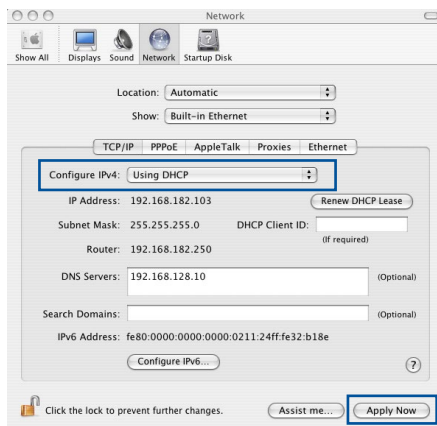 Network
Show All Displays Sound Network Startup Disk
Location: Automatic
Show: Built-in Ethernet
TCP/IP PPPoE AppleTalk Proxies Ethernet
Configure IPv4: Using DHCP
IP Address: 192.168.182.103 Renew DHCP Lease
Subnet Mask: 255.255.255.0 DHCP Client ID:
(If required)
Router: 192.168.182.250
DNS Servers: 192.168.128.10 (Optional)
Search Domains: (Optional)
IPv6 Address: fe80:0000:0000:0000:0211:24ff:fe32:b18e
Configure IPv6... ?
Click the lock to prevent further changes. Assist me... Apply Now